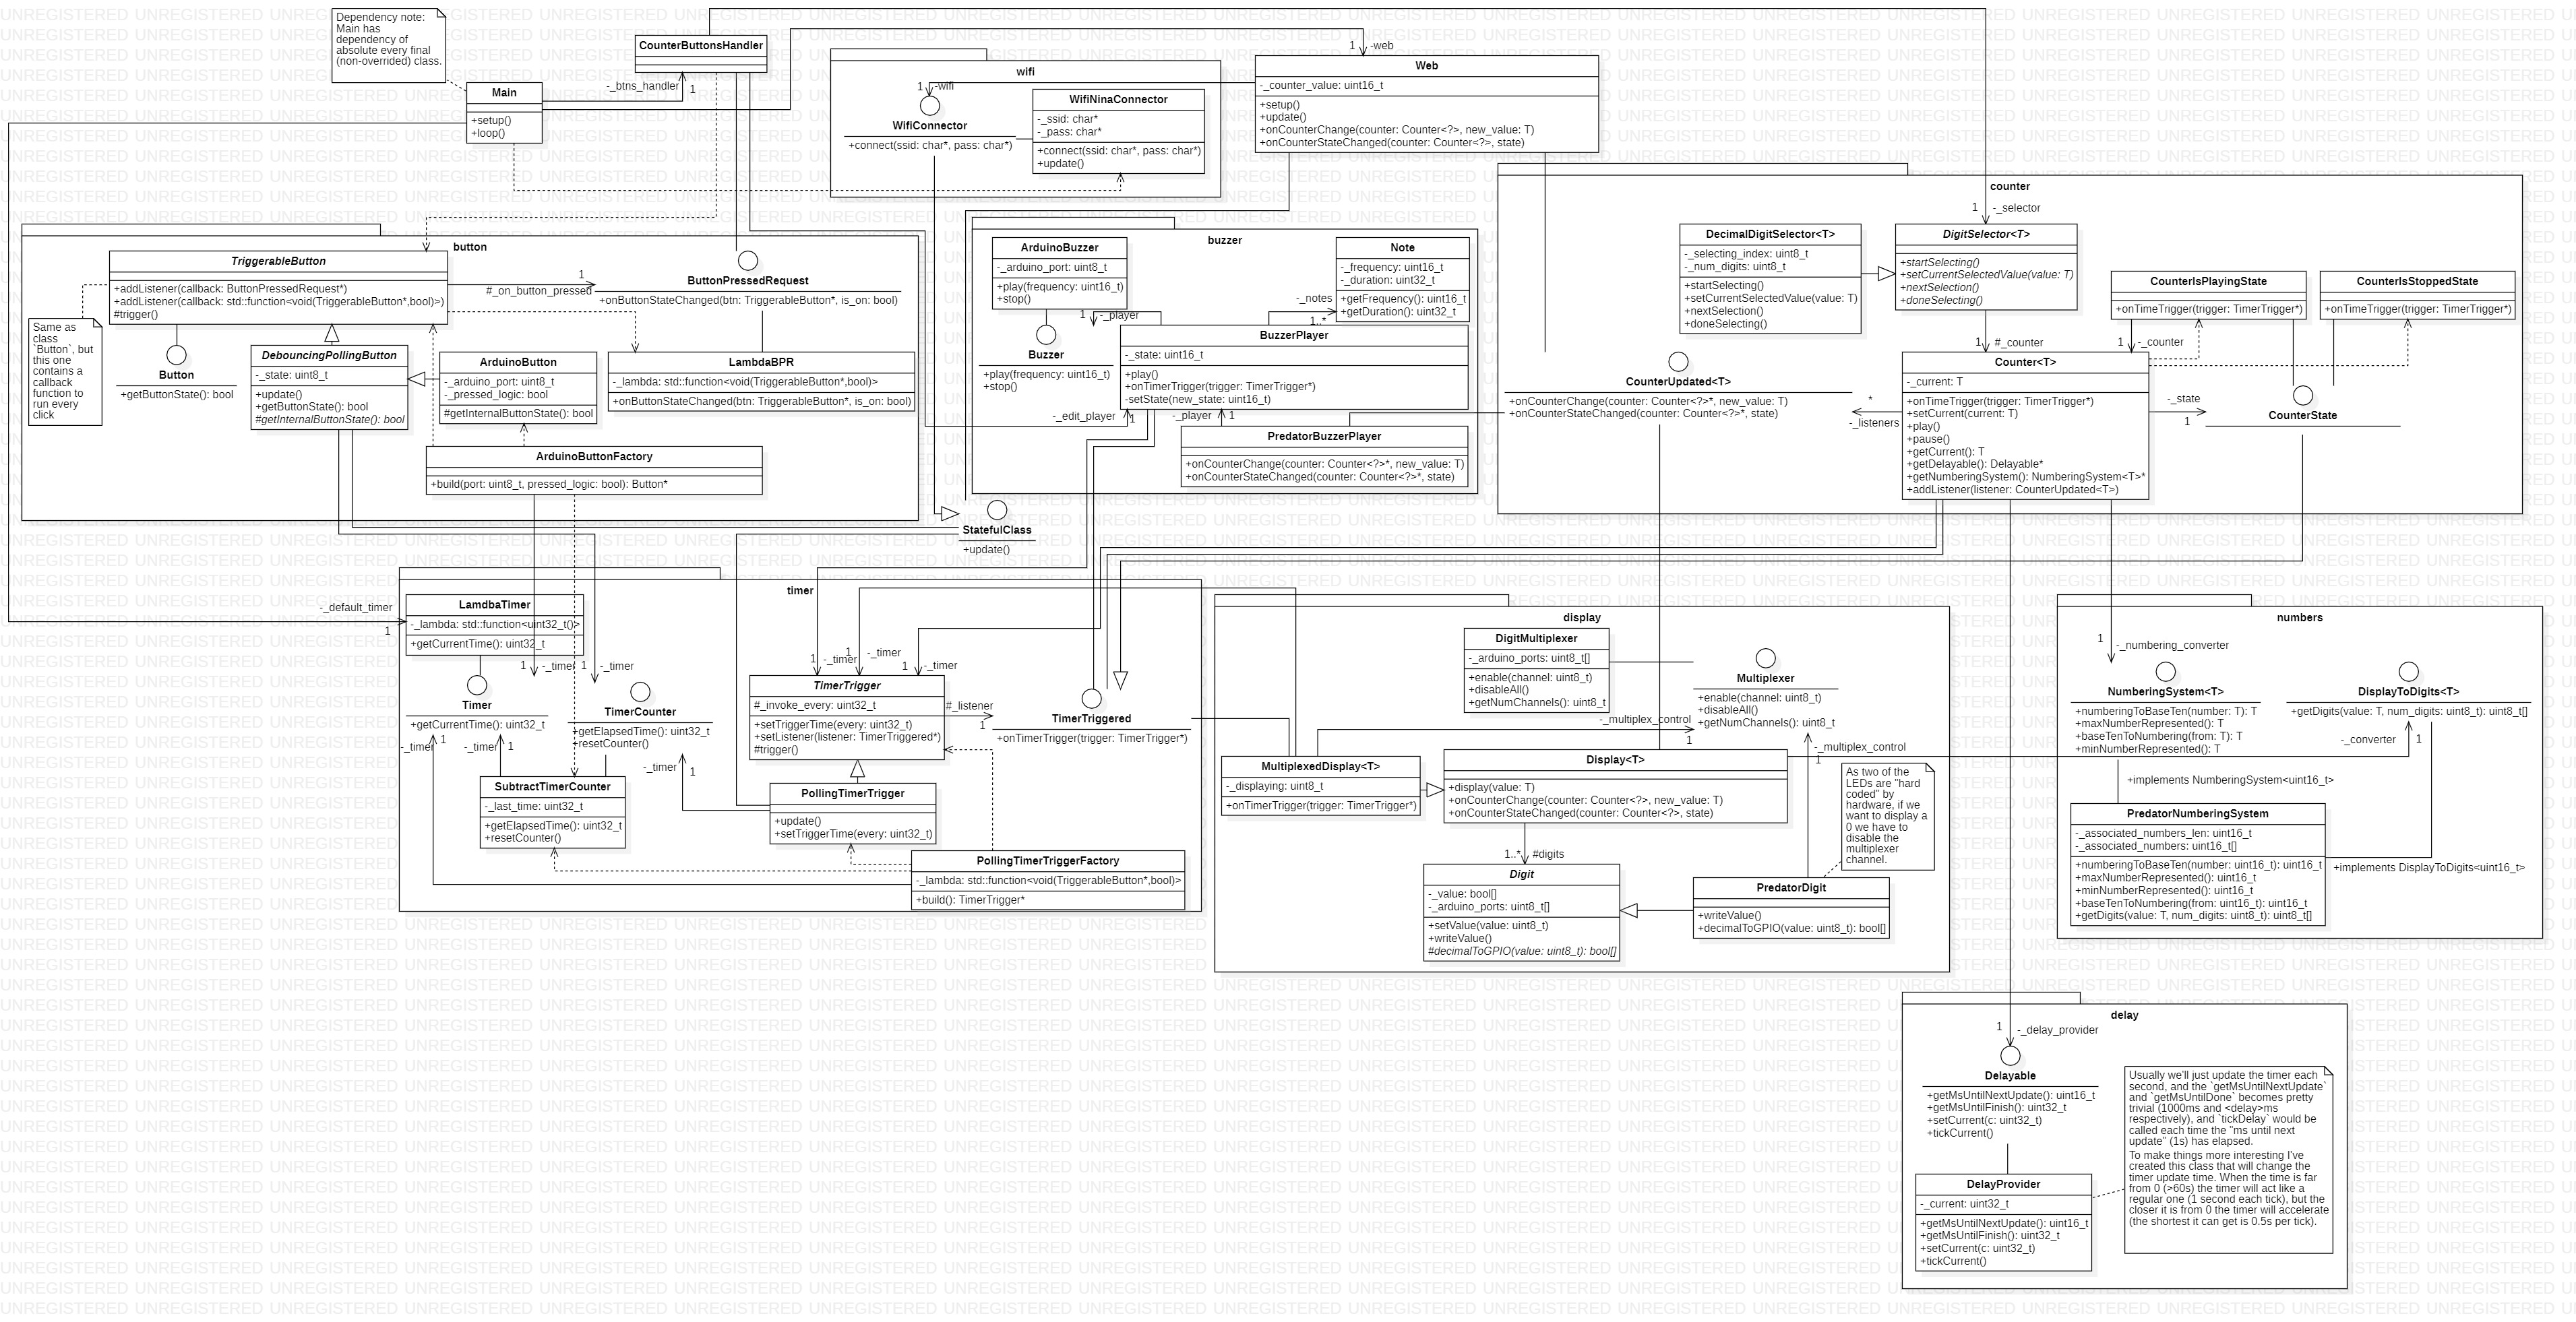 Dependency note:
Main has
dependency of
absolute every final
(non-overrided) class.
CounterButtonsHandler
Main
+setup()
+loop()
-_btns_handler
1
1
-web
wifi
1
-wifi
WifiConnector
+connect(ssid: char*, pass: char*)
WifiNinaConnector
-_ssid: char*
-_pass: char*
+connect(ssid: char*, pass: char*)
+update()
Web
-_counter_value: uint16_t
+setup()
+update()
+onCounterChange(counter: Counter<?>, new_value: T)
+onCounterStateChanged(counter: Counter<?>, state)
button
TriggerableButton
+addListener(callback: ButtonPressedRequest*)
+addListener(callback: std::function<void(TriggerableButton*,bool)>)
#trigger()
1
#_on_button_pressed
ButtonPressedRequest
+onButtonStateChanged(btn: TriggerableButton*, is_on: bool)
Same as
class
`Button`, but
this one
contains a
callback
function to
run every
click
Button
+getButtonState(): bool
DebouncingPollingButton
-_state: uint8_t
+update()
+getButtonState(): bool
#getInternalButtonState(): bool
ArduinoButton
-_arduino_port: uint8_t
-_pressed_logic: bool
#getInternalButtonState(): bool
LambdaBPR
-_lambda: std::function<void(TriggerableButton*,bool)>
+onButtonStateChanged(btn: TriggerableButton*, is_on: bool)
ArduinoButtonFactory
+build(port: uint8_t, pressed_logic: bool): Button*
buzzer
ArduinoBuzzer
-_arduino_port: uint8_t
+play(frequency: uint16_t)
+stop()
Note
-_frequency: uint16_t
-_duration: uint32_t
+getFrequency(): uint16_t
+getDuration(): uint32_t
-_notes
1..*
1
-_player
Buzzer
+play(frequency: uint16_t)
+stop()
BuzzerPlayer
-_state: uint16_t
+play()
+onTimerTrigger(trigger: TimerTrigger*)
-setState(new_state: uint16_t)
-_edit_player
1
-_player
1
PredatorBuzzerPlayer
+onCounterChange(counter: Counter<?>*, new_value: T)
+onCounterStateChanged(counter: Counter<?>*, state)
StatefulClass
+update()
counter
1
-_selector
DecimalDigitSelector<T>
-_selecting_index: uint8_t
-_num_digits: uint8_t
+startSelecting()
+setCurrentSelectedValue(value: T)
+nextSelection()
+doneSelecting()
DigitSelector<T>
+startSelecting()
+setCurrentSelectedValue(value: T)
+nextSelection()
+doneSelecting()
CounterIsPlayingState
+onTimeTrigger(trigger: TimerTrigger*)
CounterIsStoppedState
+onTimeTrigger(trigger: TimerTrigger*)
1
#_counter
1
-_counter
CounterUpdated<T>
+onCounterChange(counter: Counter<?>*, new_value: T)
+onCounterStateChanged(counter: Counter<?>*, state)
*
-_listeners
Counter<T>
-_current: T
+onTimeTrigger(trigger: TimerTrigger*)
+setCurrent(current: T)
+play()
+pause()
+getCurrent(): T
+getDelayable(): Delayable*
+getNumberingSystem(): NumberingSystem<T>*
+addListener(listener: CounterUpdated<T>)
-_state
1
CounterState
timer
-_default_timer
1
LamdbaTimer
-_lambda: std::function<uint32_t()>
+getCurrentTime(): uint32_t
1
-_timer
1
-_timer
Timer
+getCurrentTime(): uint32_t
-_timer
1
-_timer
1
TimerCounter
+getElapsedTime(): uint32_t
+resetCounter()
-_timer
1
SubtractTimerCounter
-_last_time: uint32_t
+getElapsedTime(): uint32_t
+resetCounter()
1
-_timer
1
-_timer
1
-_timer
TimerTrigger
#_invoke_every: uint32_t
+setTriggerTime(every: uint32_t)
+setListener(listener: TimerTriggered*)
#trigger()
#_listener
1
TimerTriggered
+onTimerTrigger(trigger: TimerTrigger*)
PollingTimerTrigger
+update()
+setTriggerTime(every: uint32_t)
PollingTimerTriggerFactory
-_lambda: std::function<void(TriggerableButton*,bool)>
+build(): TimerTrigger*
display
DigitMultiplexer
-_arduino_ports: uint8_t[]
+enable(channel: uint8_t)
+disableAll()
+getNumChannels(): uint8_t
Multiplexer
+enable(channel: uint8_t)
+disableAll()
+getNumChannels(): uint8_t
-_multiplex_control
1
-_multiplex_control
1
MultiplexedDisplay<T>
-_displaying: uint8_t
+onTimerTrigger(trigger: TimerTrigger*)
Display<T>
+display(value: T)
+onCounterChange(counter: Counter<?>, new_value: T)
+onCounterStateChanged(counter: Counter<?>, state)
As two of the
LEDs are "hard
coded" by
hardware, if we
want to display a
0 we have to
disable the
multiplexer
channel.
1..*
#digits
Digit
-_value: bool[]
-_arduino_ports: uint8_t[]
+setValue(value: uint8_t)
+writeValue()
#decimalToGPIO(value: uint8_t): bool[]
PredatorDigit
+writeValue()
+decimalToGPIO(value: uint8_t): bool[]
numbers
1
-_numbering_converter
NumberingSystem<T>
+numberingToBaseTen(number: T): T
+maxNumberRepresented(): T
+baseTenToNumbering(from: T): T
+minNumberRepresented(): T
DisplayToDigits<T>
+getDigits(value: T, num_digits: uint8_t): uint8_t[]
-_converter
1
+implements NumberingSystem<uint16_t>
PredatorNumberingSystem
-_associated_numbers_len: uint16_t
-_associated_numbers: uint16_t[]
+numberingToBaseTen(number: uint16_t): uint16_t
+maxNumberRepresented(): uint16_t
+minNumberRepresented(): uint16_t
+baseTenToNumbering(from: uint16_t): uint16_t
+getDigits(value: T, num_digits: uint8_t): uint8_t[]
+implements DisplayToDigits<uint16_t>
delay
1
-_delay_provider
Delayable
+getMsUntilNextUpdate(): uint16_t
+getMsUntilFinish(): uint32_t
+setCurrent(c: uint32_t)
+tickCurrent()
DelayProvider
-_current: uint32_t
+getMsUntilNextUpdate(): uint16_t
+getMsUntilFinish(): uint32_t
+setCurrent(c: uint32_t)
+tickCurrent()
Usually we'll just update the timer each
second, and the `getMsUntilNextUpdate`
and `getMsUntilDone` becomes pretty
trivial (1000ms and <delay>ms
respectively), and `tickDelay` would be
called each time the "ms until next
update" (1s) has elapsed.
To make things more interesting I've
created this class that will change the
timer update time. When the time is far
from 0 (>60s) the timer will act like a
regular one (1 second each tick), but the
closer it is from 0 the timer will accelerate
(the shortest it can get is 0.5s per tick).